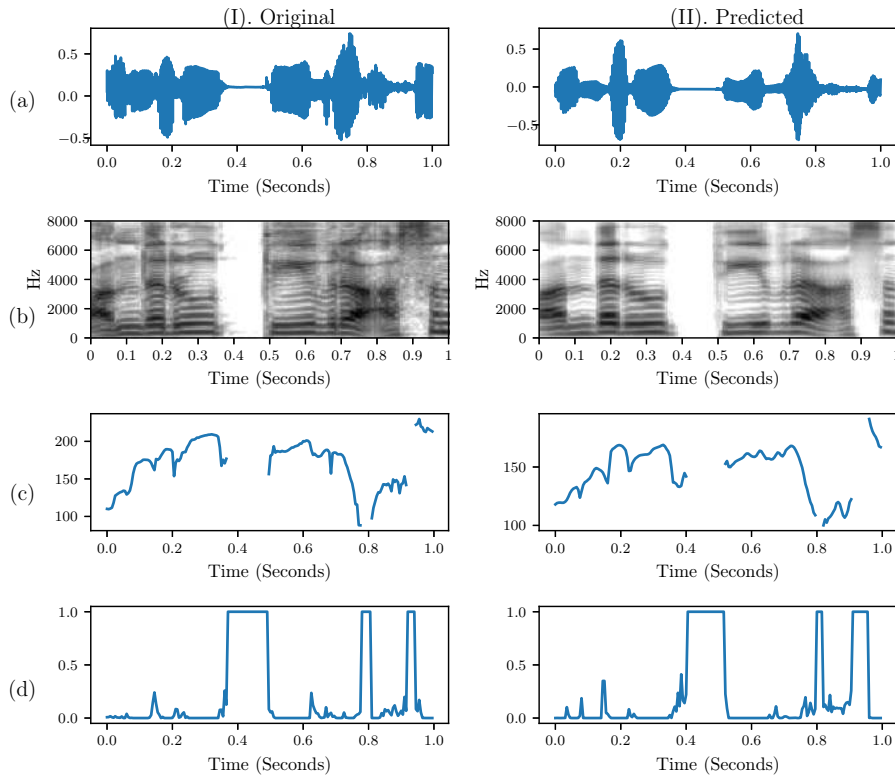 (I). Original
(II). Predicted
(a)
0.5
0.0
−0.5
0.0 0.2 0.4 0.6 0.8 1.0
Time (Seconds)
0.5
0.0
−0.5
0.0 0.2 0.4 0.6 0.8 1.0
Time (Seconds)
(b)
Hz
8000
6000
4000
2000
0
0 0.1 0.2 0.3 0.4 0.5 0.6 0.7 0.8 0.9 1
Time (Seconds)
Hz
8000
6000
4000
2000
0
0 0.1 0.2 0.3 0.4 0.5 0.6 0.7 0.8 0.9 1
Time (Seconds)
(c)
200
150
100
0.0 0.2 0.4 0.6 0.8 1.0
Time (Seconds)
150
100
0.0 0.2 0.4 0.6 0.8 1.0
Time (Seconds)
(d)
1.0
0.5
0.0
0.0 0.2 0.4 0.6 0.8 1.0
Time (Seconds)
1.0
0.5
0.0
0.0 0.2 0.4 0.6 0.8 1.0
Time (Seconds)